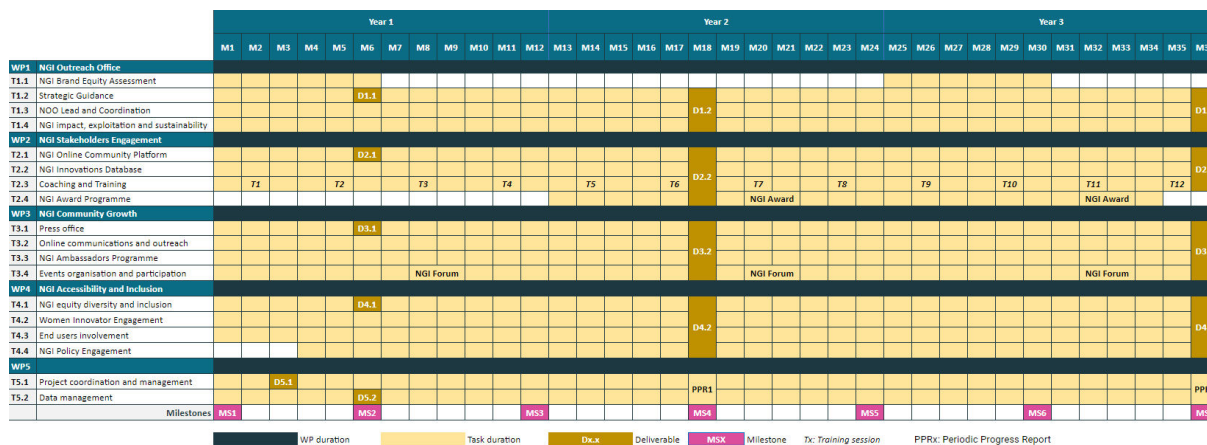 Year 1 Year 2 Year 3
M1 M2 M3 M4 M5 M6 M7 M8 M9 M10 M11 M12 M13 M14 M15 M16 M17 M18 M19 M20 M21 M22 M23 M24 M25 M26 M27 M28 M29 M30 M31 M32 M33 M34 M35
WP1 NGI Outreach Office
T1.1 NGI Brand Equity Assessment
T1.2 Strategic Guidance D1.1
T1.3 NOO Lead and Coordination D1.2
T1.4 NGI impact, exploitation and sustainability
WP2 NGI Stakeholders Engagement
T2.1 NGI Online Community Platform D2.1
T2.2 NGI Innovations Database D2.2
T2.3 Coaching and Training T1 T2 T3 T4 T5 T6 T7 T8 T9 T10 T11 T12
T2.4 NGI Award Programme NGI Award NGI Award
WP3 NGI Community Growth
T3.1 Press office D3.1
T3.2 Online communications and outreach D3.2
T3.3 NGI Ambassadors Programme
T3.4 Events organisation and participation NGI Forum NGI Forum NGI Forum
WP4 NGI Accessibility and Inclusion
T4.1 NGI equity diversity and inclusion D4.1
T4.2 Women Innovator Engagement D4.2
T4.3 End users involvement
T4.4 NGI Policy Engagement
WP5
T5.1 Project coordination and management D5.1 PPR1
T5.2 Data management D5.2
Milestones MS1 MS2 MS3 MS4 MS5 MS6
WP duration Task duration Dx.x Deliverable MSX Milestone Tx: Training session PPRx: Periodic Progress Report